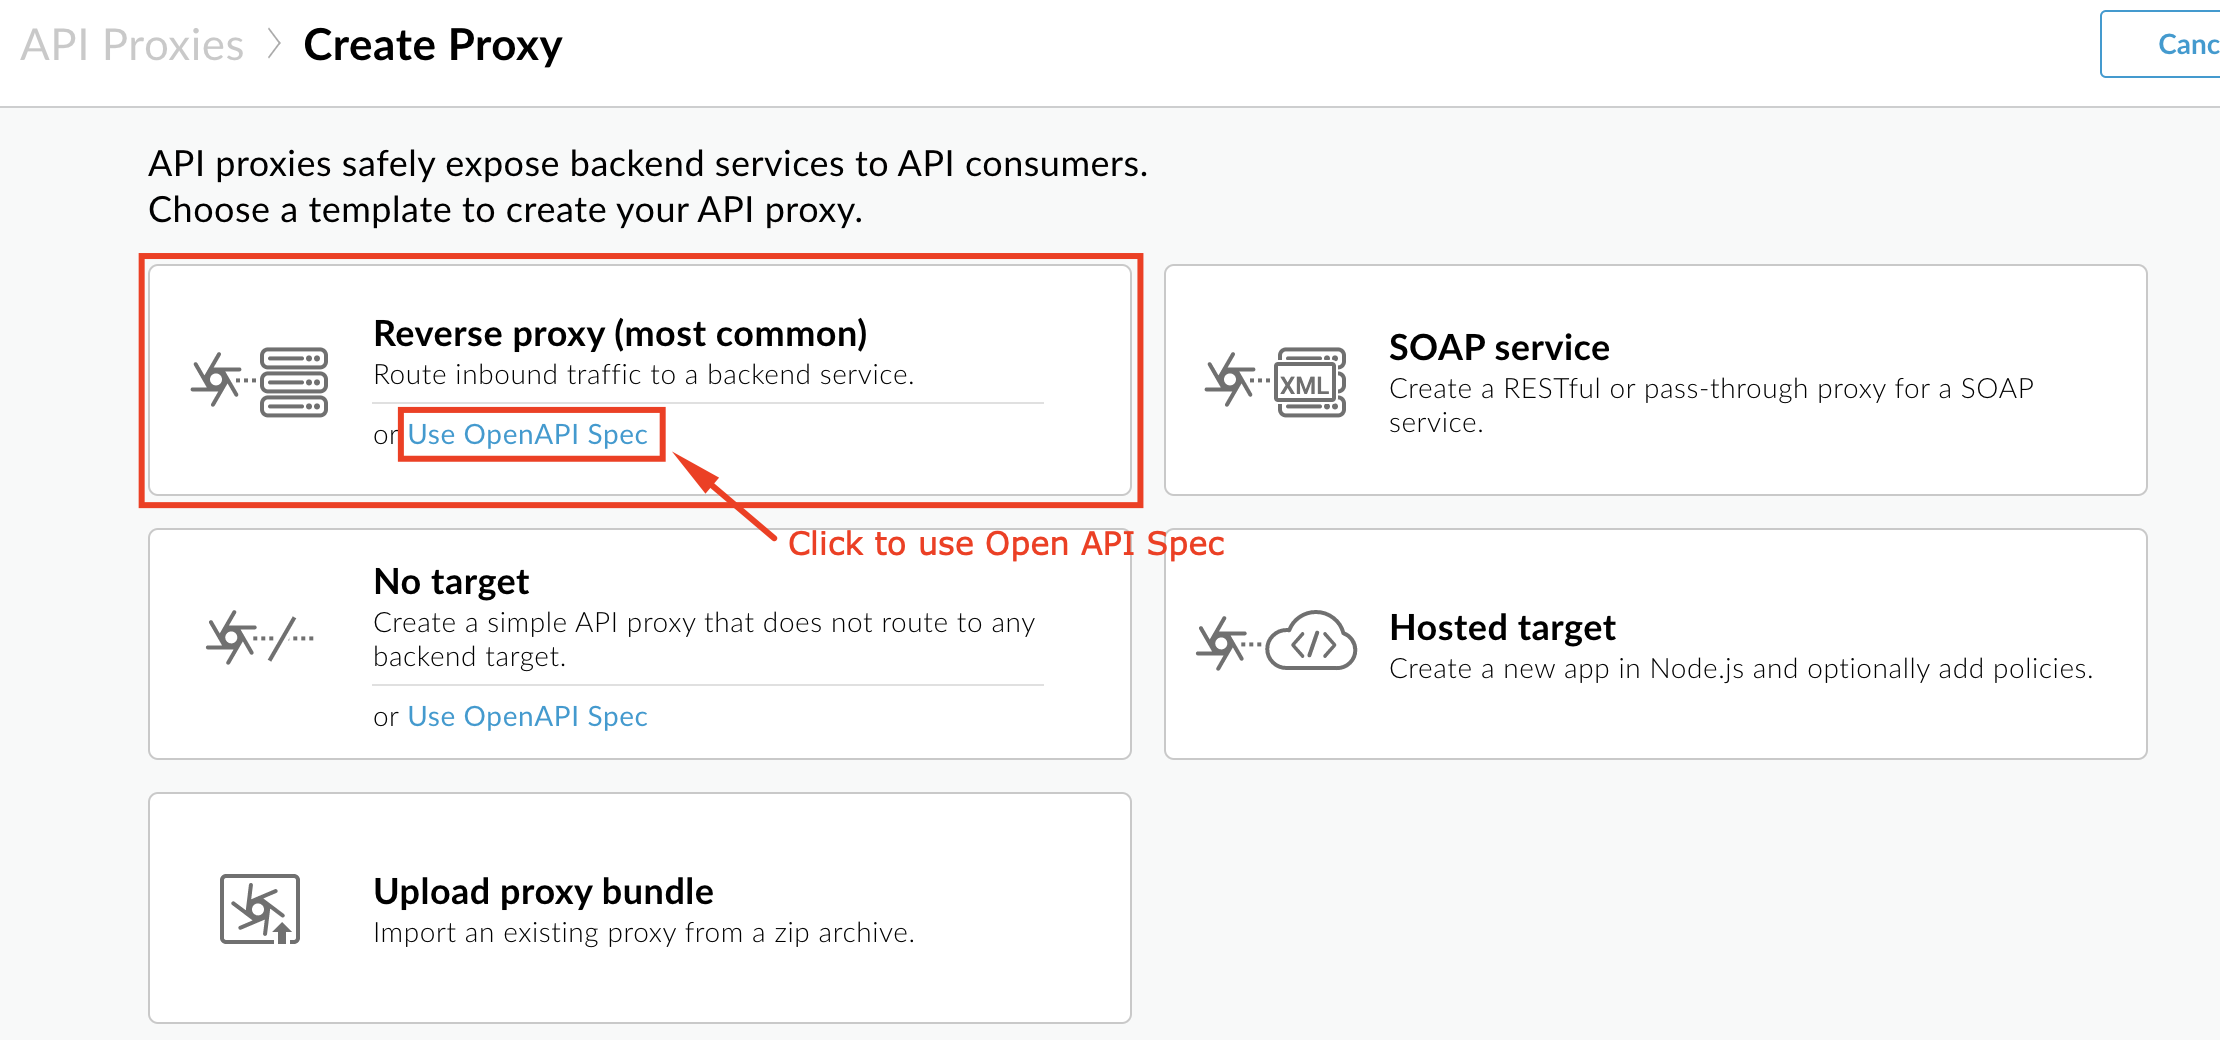 API Proxies > Create Proxy
Canc
API proxies safely expose backend services to API consumers.
Choose a template to create your API proxy.
Reverse proxy (most common)
Route inbound traffic to a backend service.
or Use OpenAPI Spec
Click to use Open API Spec
XML
SOAP service
Create a RESTful or pass-through proxy for a SOAP
service.
No target
Create a simple API proxy that does not route to any
backend target.
or Use OpenAPI Spec
</>
Hosted target
Create a new app in Node.js and optionally add policies.
Upload proxy bundle
Import an existing proxy from a zip archive.